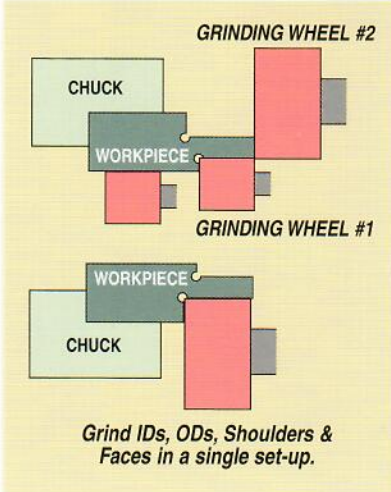 GRINDING WHEEL #2
CHUCK
WORKPIECE
GRINDING WHEEL #1
WORKPIECE
CHUCK
Grind IDs, ODs, Shoulders &
Faces in a single set-up.